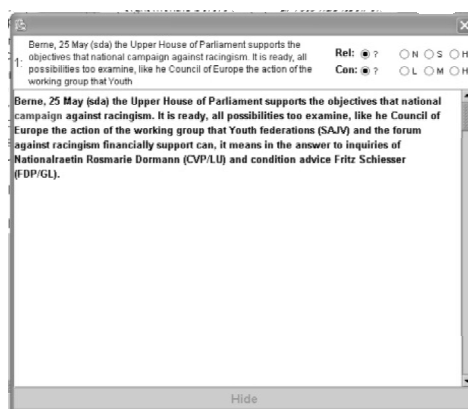 Berne, 25 May (sda) the Upper House of Parliament supports the
1: objectives that national campaign against racingism. It is ready, all
possibilities too examine, like he Council of Europe the action of the
working group that Youth
Rel: ? N S H
Con: ? L M H
Berne, 25 May (sda) the Upper House of Parliament supports the objectives that national
campaign against racingism. It is ready, all possibilities too examine, like he Council of
Europe the action of the working group that Youth federations (SAJV) and the forum
against racingism financially support can, it means in the answer to inquiries of
Nationalraetin Rosmarie Dormann (CVP/LU) and condition advice Fritz Schiesser
(FDP/GL).
Hide